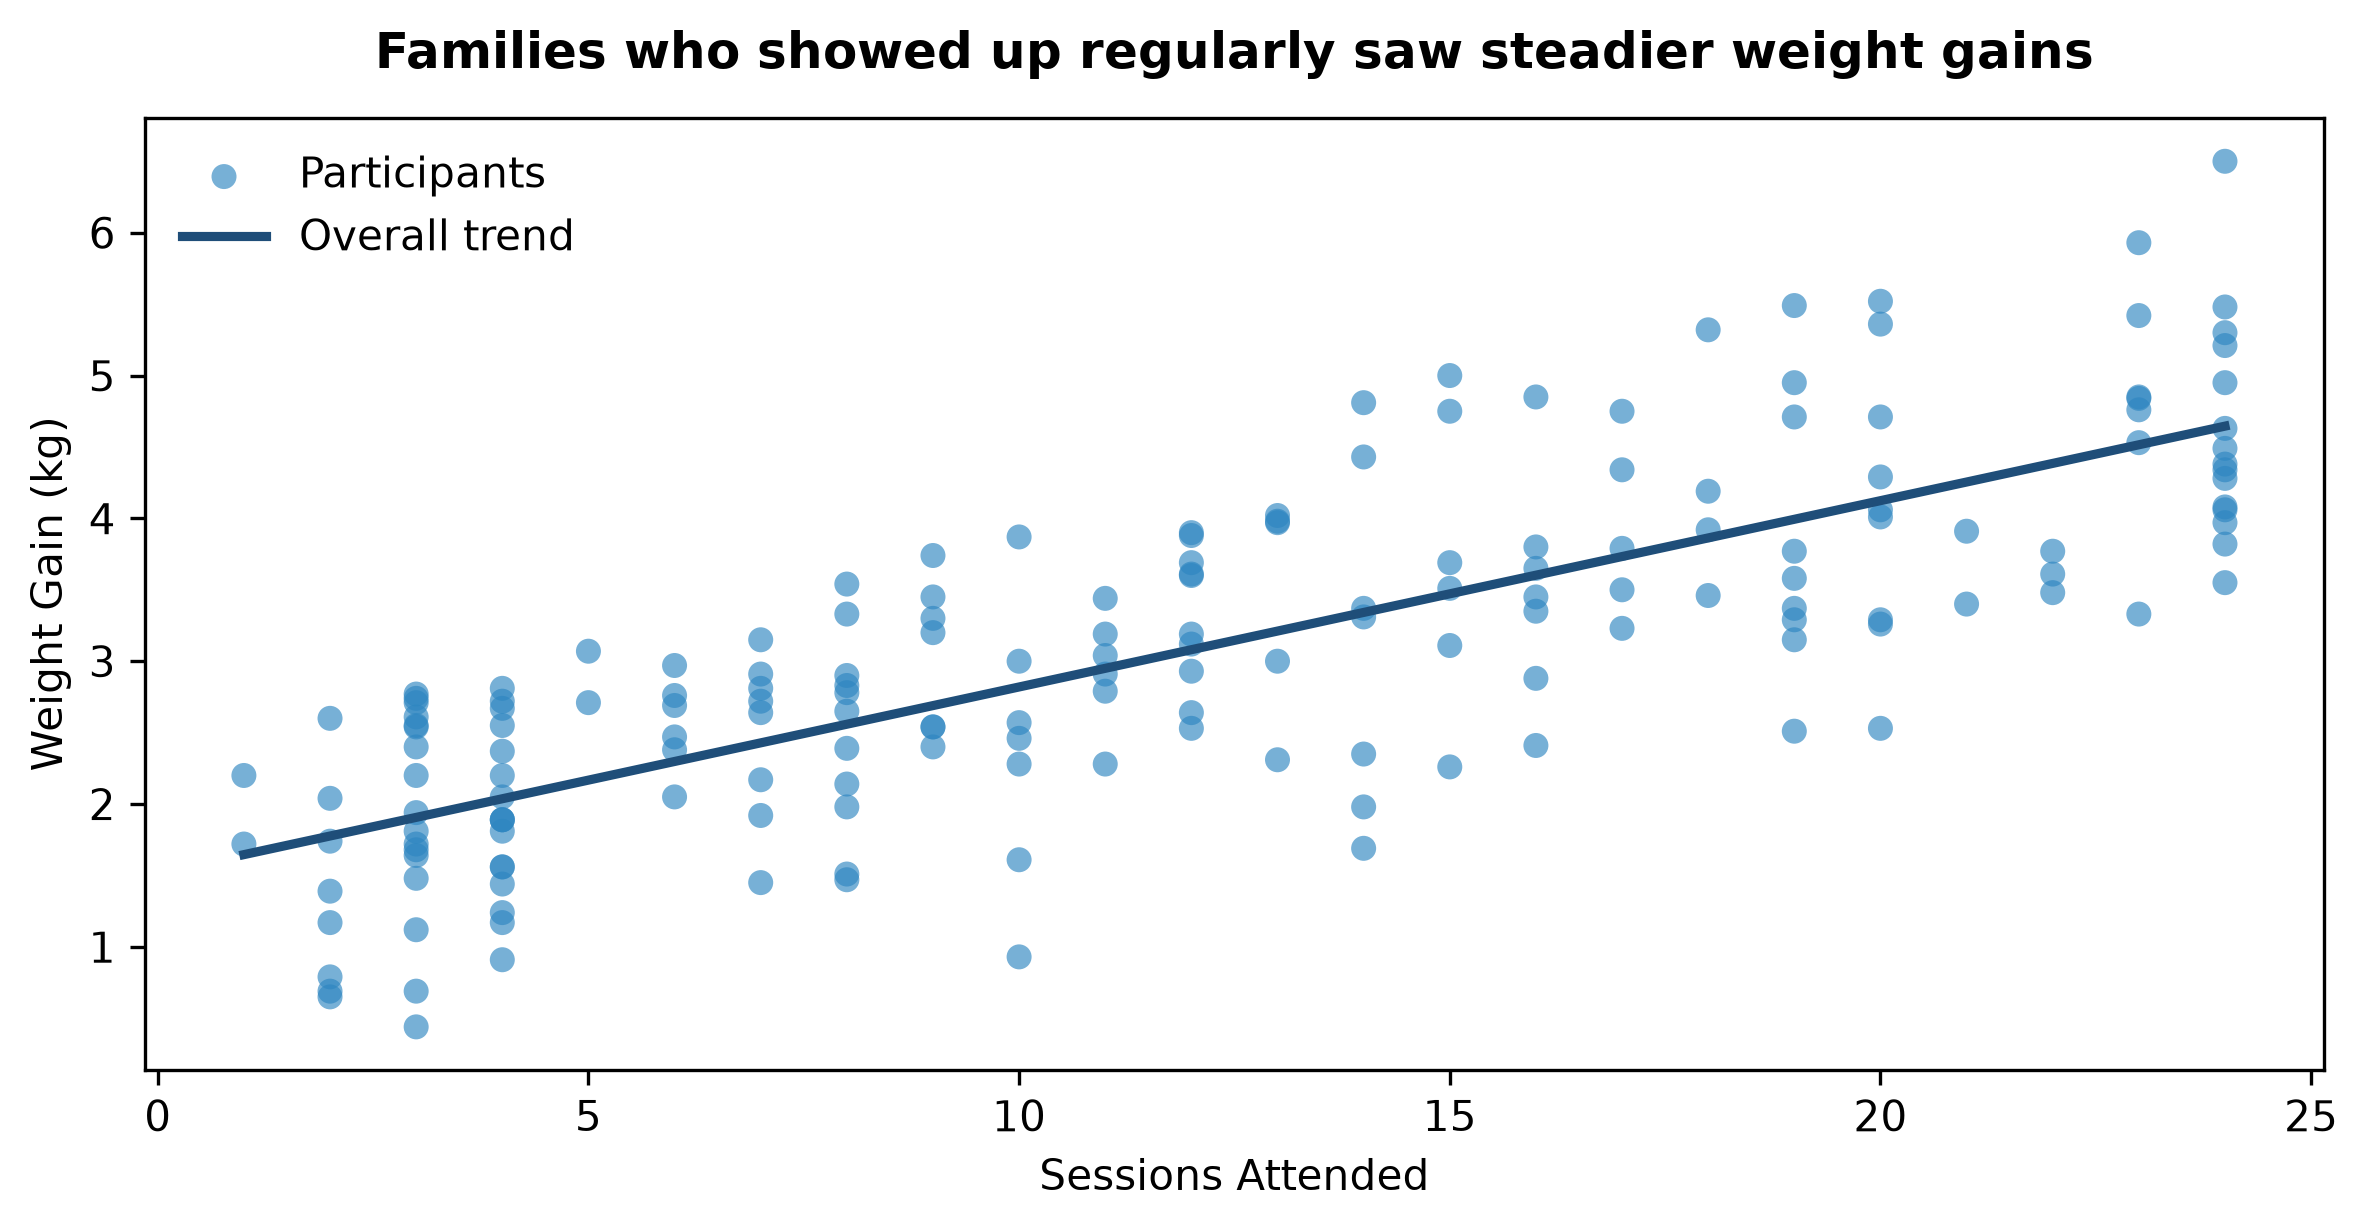 Families who showed up regularly saw steadier weight gains
Participants
Overall trend
Weight Gain (kg)
6
5
4
3
2
1
0 5 10 15 20 25
Sessions Attended